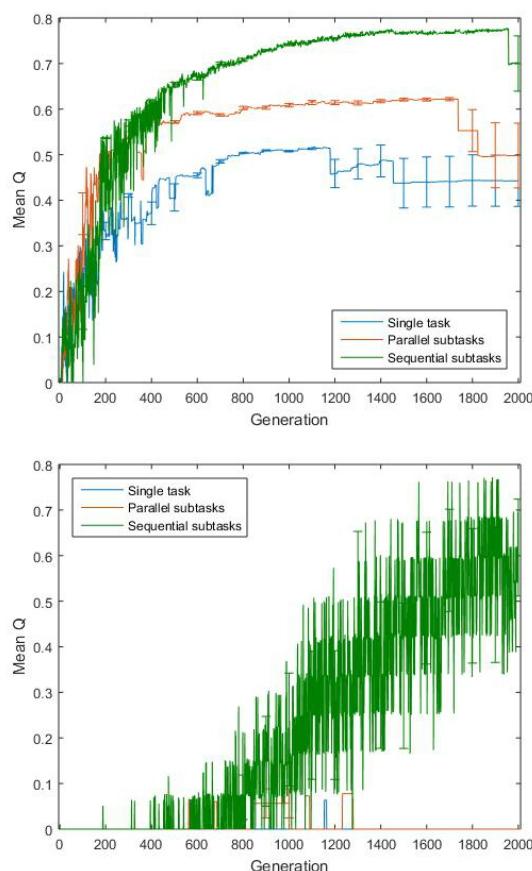 0.8
0.7
0.6
0.5
0.4
0.3
0.2
0.1
0
Mean Q
0 200 400 600 800 1000 1200 1400 1600 1800 2000
Generation
Single task
Parallel subtasks
Sequential subtasks
0.8
0.7
0.6
0.5
0.4
0.3
0.2
0.1
0
Mean Q
0 200 400 600 800 1000 1200 1400 1600 1800 2000
Generation
Single task
Parallel subtasks
Sequential subtasks